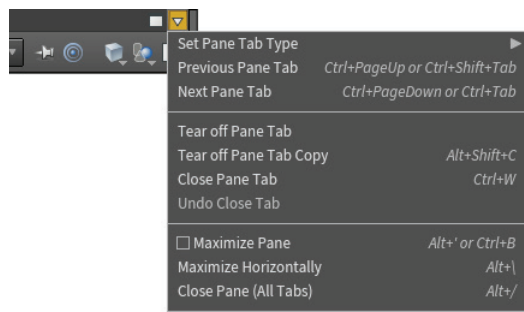 Set Pane Tab Type
Previous Pane Tab Ctrl+PageUp or Ctrl+Shift+Tab
Next Pane Tab Ctrl+PageDown or Ctrl+Tab
Tear off Pane Tab
Tear off Pane Tab Copy Alt+Shift+C
Close Pane Tab Ctrl+W
Undo Close Tab
Maximize Pane Alt+' or Ctrl+B
Maximize Horizontally Alt+\
Close Pane (All Tabs) Alt+/